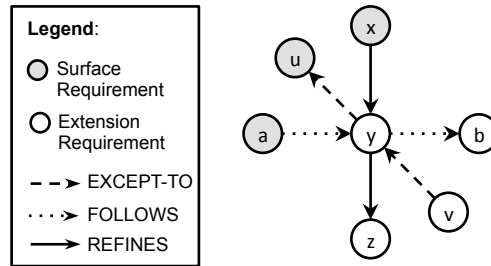 Legend:
Surface
Requirement
Extension
Requirement
EXCEPT-TO
FOLLOWS
REFINES
x
u
a
y
b
v
z